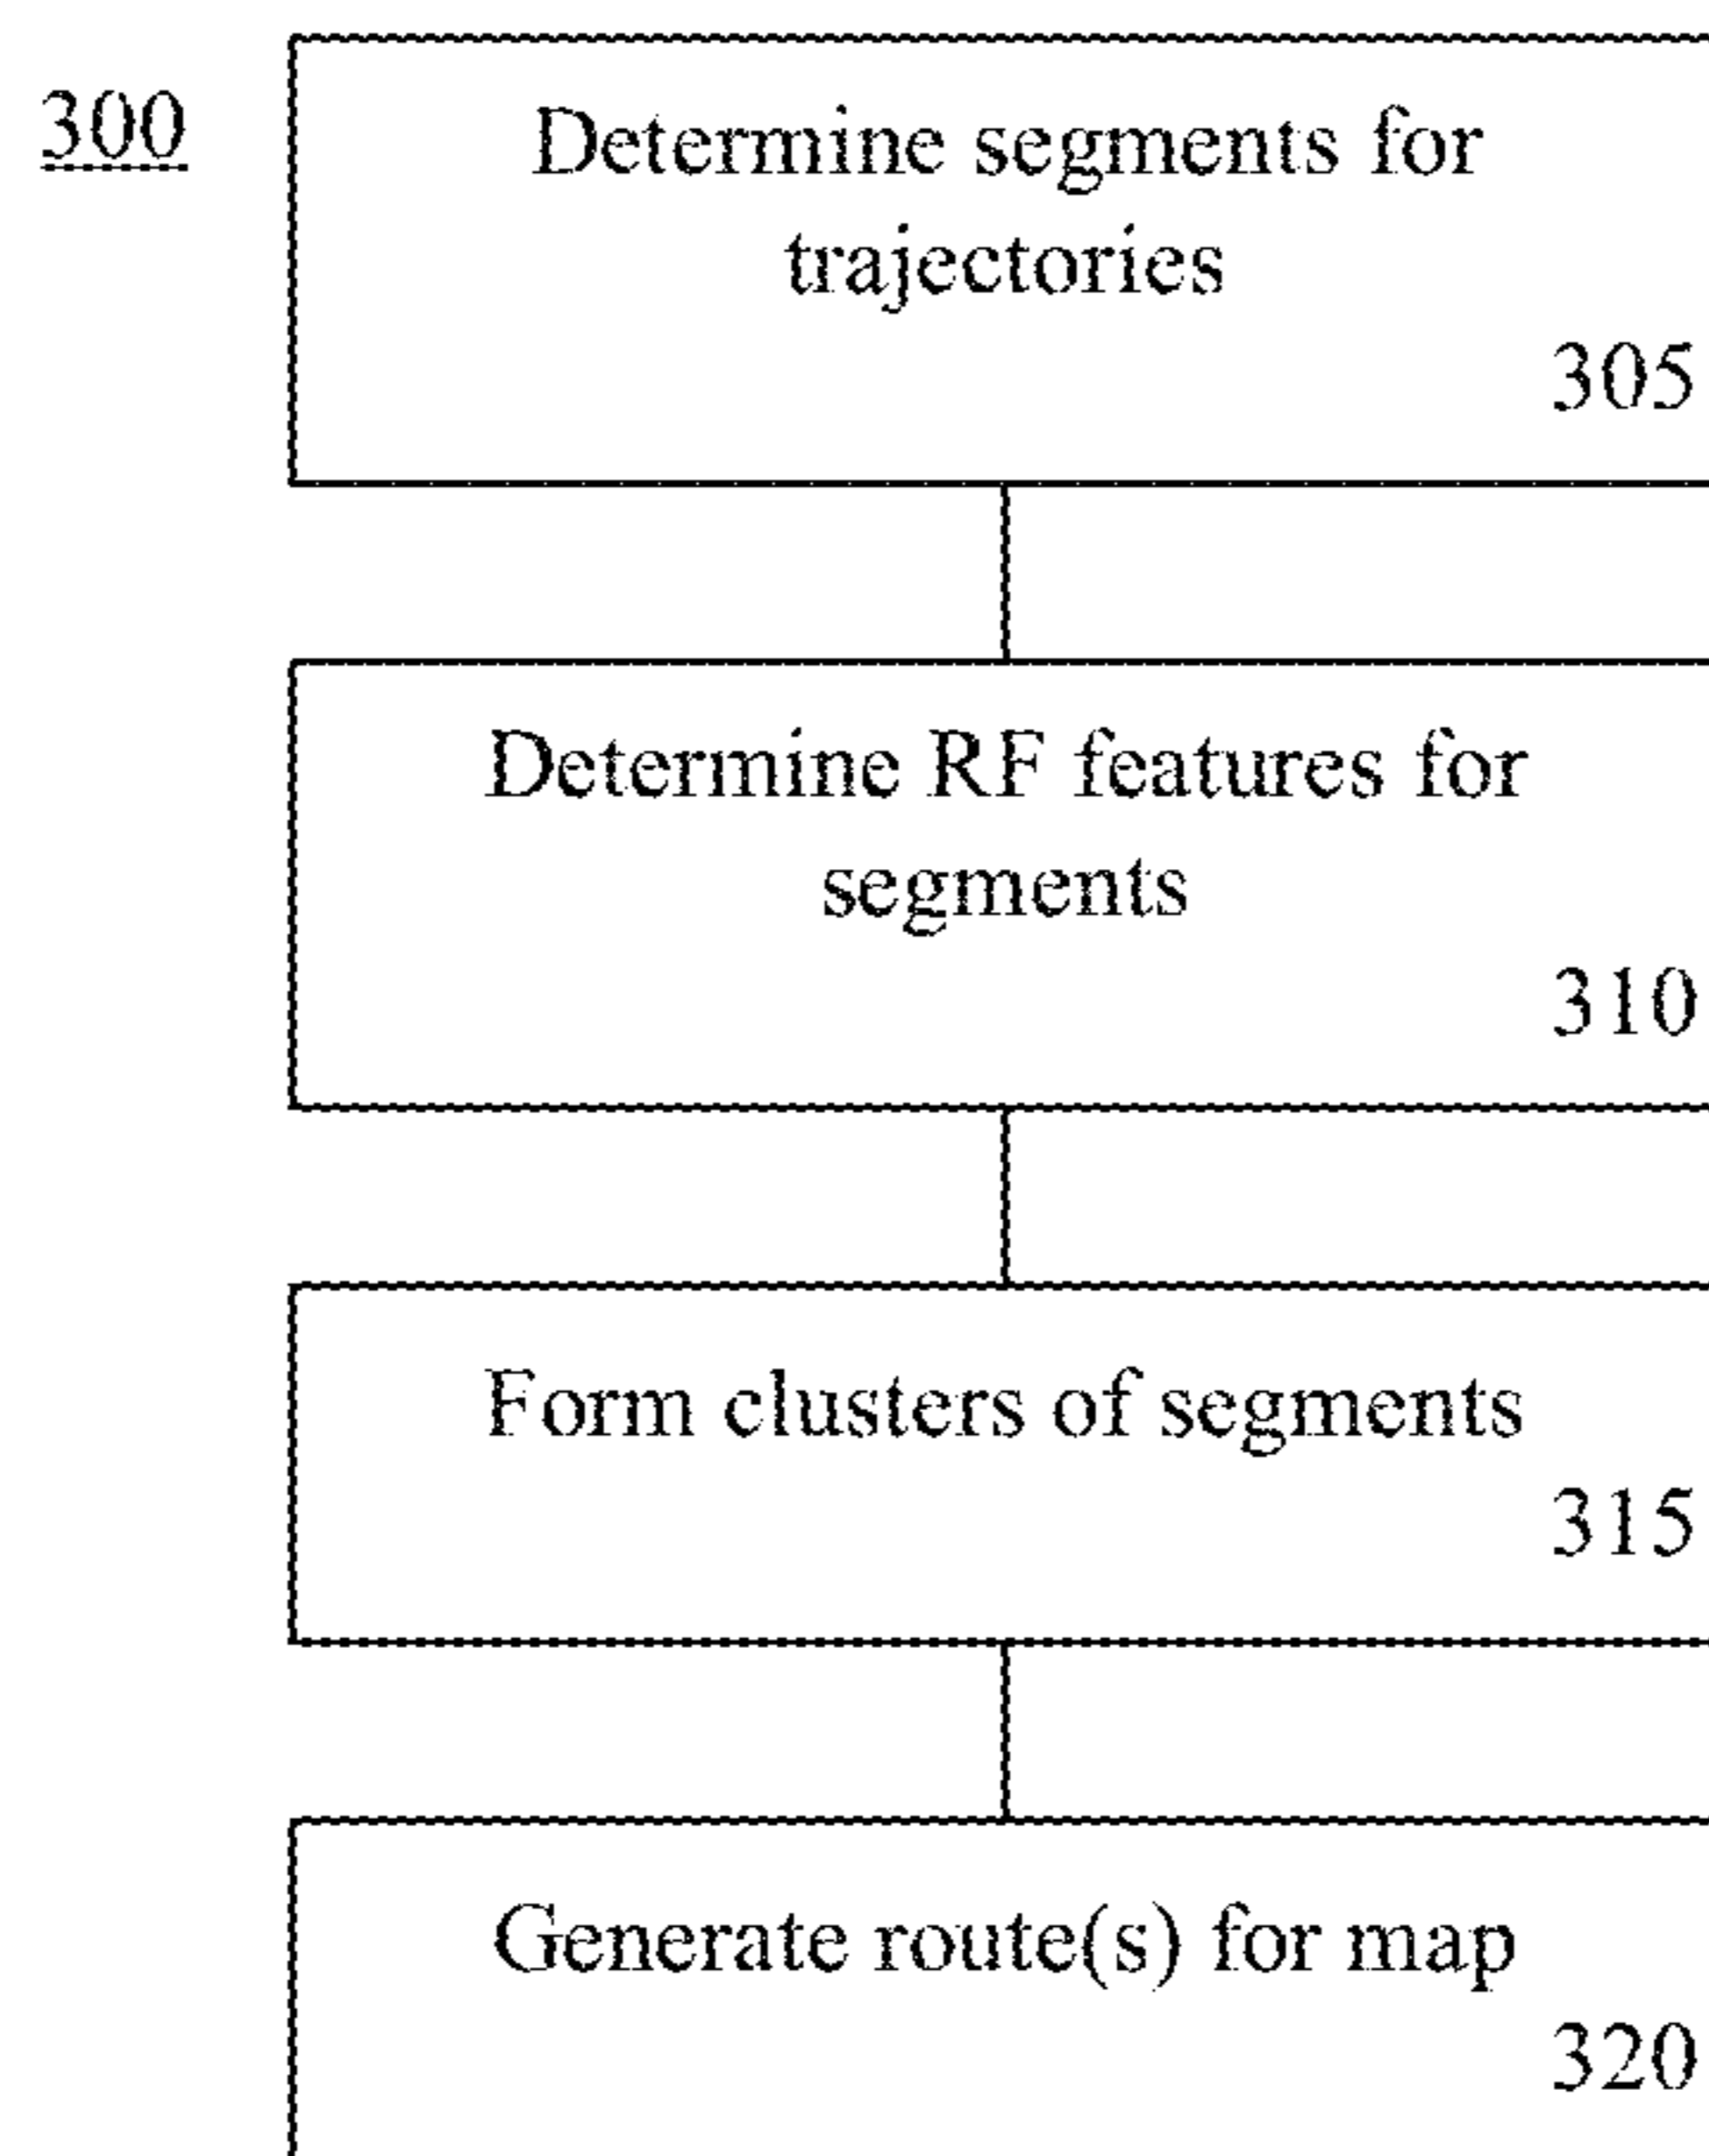 300
Determine segments for
trajectories
305
Determine RF features for
segments
310
Form clusters of segments
315
Generate route(s) for map
320